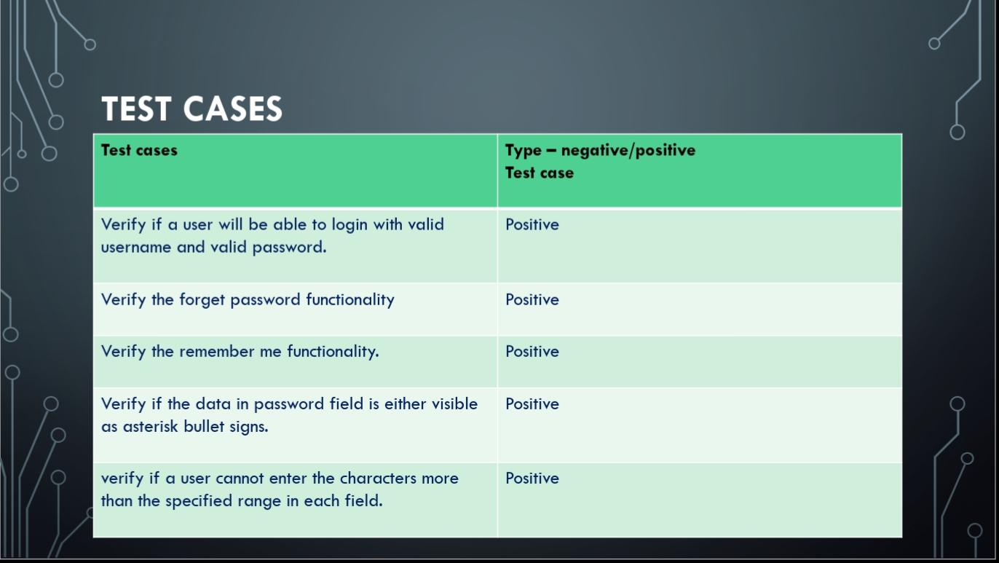 TEST CASES
Test cases
Type – negative/positive
Test case
Verify if a user will be able to login with valid
username and valid password.
Positive
Verify the forget password functionality
Positive
Verify the remember me functionality.
Positive
Verify if the data in password field is either visible
as asterisk bullet signs.
Positive
verify if a user cannot enter the characters more
than the specified range in each field.
Positive